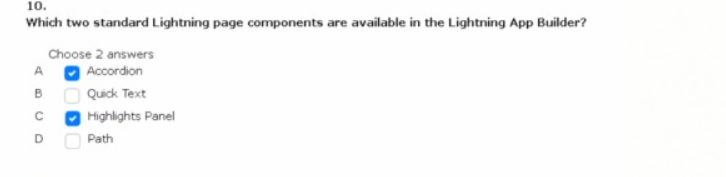 10.
Which two standard Lightning page components are available in the Lightning App Builder?
Choose 2 answers
A Accordion
B Quick Text
C Highlights Panel
D Path